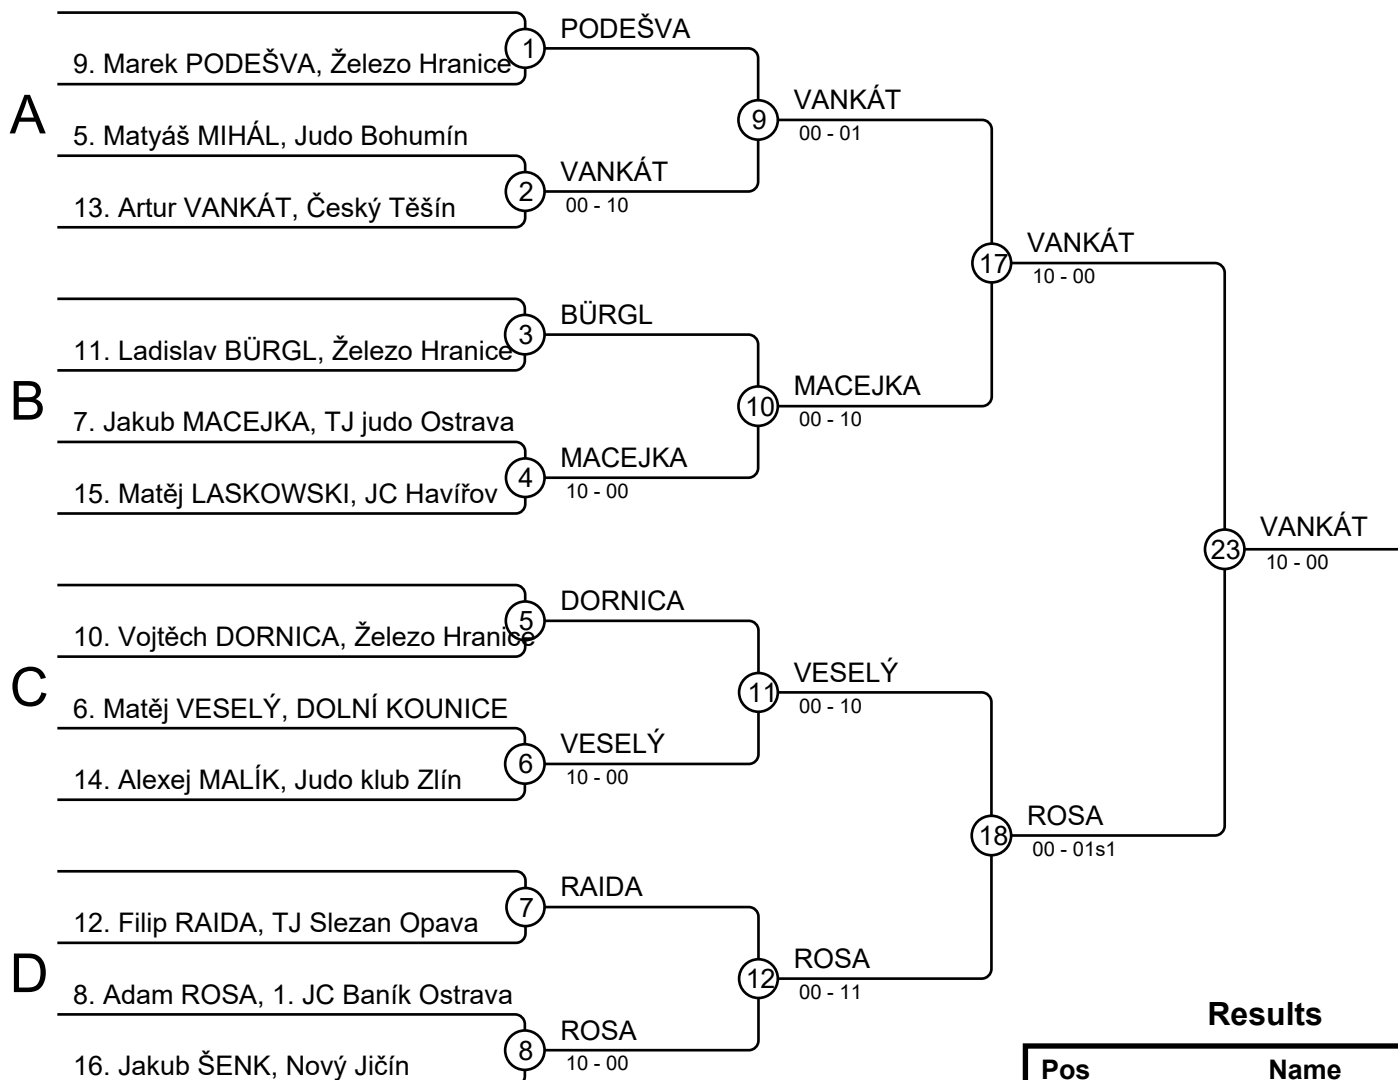 A
9. Marek PODEŠVA, Železo Hranice
1
PODEŠVA
5. Matyáš MIHÁL, Judo Bohumín
13. Artur VANKÁT, Český Těšín
2
VANKÁT
00 - 10
9
VANKÁT
00 - 01
B
11. Ladislav BÜRGL, Železo Hranice
3
BÜRGL
7. Jakub MACEJKA, TJ judo Ostrava
15. Matěj LASKOWSKI, JC Havířov
4
MACEJKA
10 - 00
10
MACEJKA
00 - 10
17
VANKÁT
10 - 00
C
10. Vojtěch DORNICA, Železo Hranice
5
DORNICA
6. Matěj VESELÝ, DOLNÍ KOUNICE
14. Alexej MALÍK, Judo klub Zlín
6
VESELÝ
10 - 00
11
VESELÝ
00 - 10
D
12. Filip RAIDA, TJ Slezan Opava
7
RAIDA
8. Adam ROSA, 1. JC Baník Ostrava
16. Jakub ŠENK, Nový Jičín
8
ROSA
10 - 00
12
ROSA
00 - 11
18
ROSA
00 - 01s1
23
VANKÁT
10 - 00
Results
Pos Name